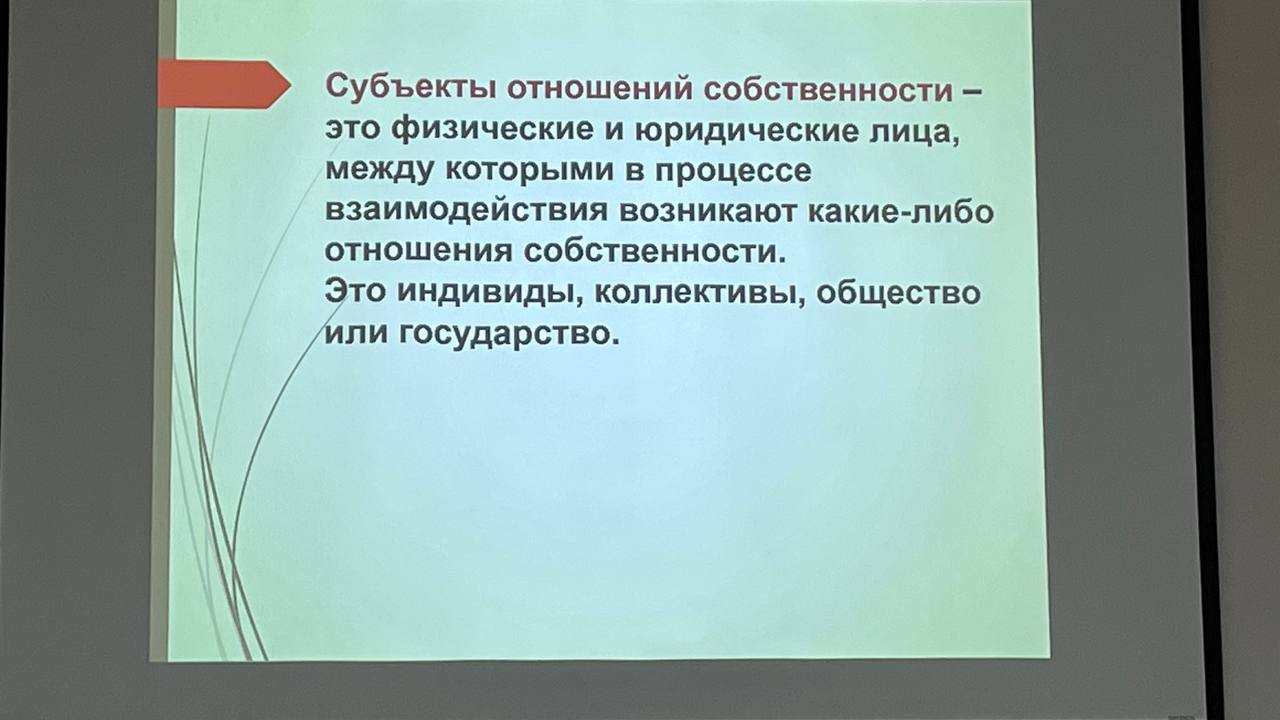 Субъекты отношений собственности –
это физические и юридические лица,
между которыми в процессе
взаимодействия возникают какие-либо
отношения собственности.
Это индивиды, коллективы, общество
или государство.